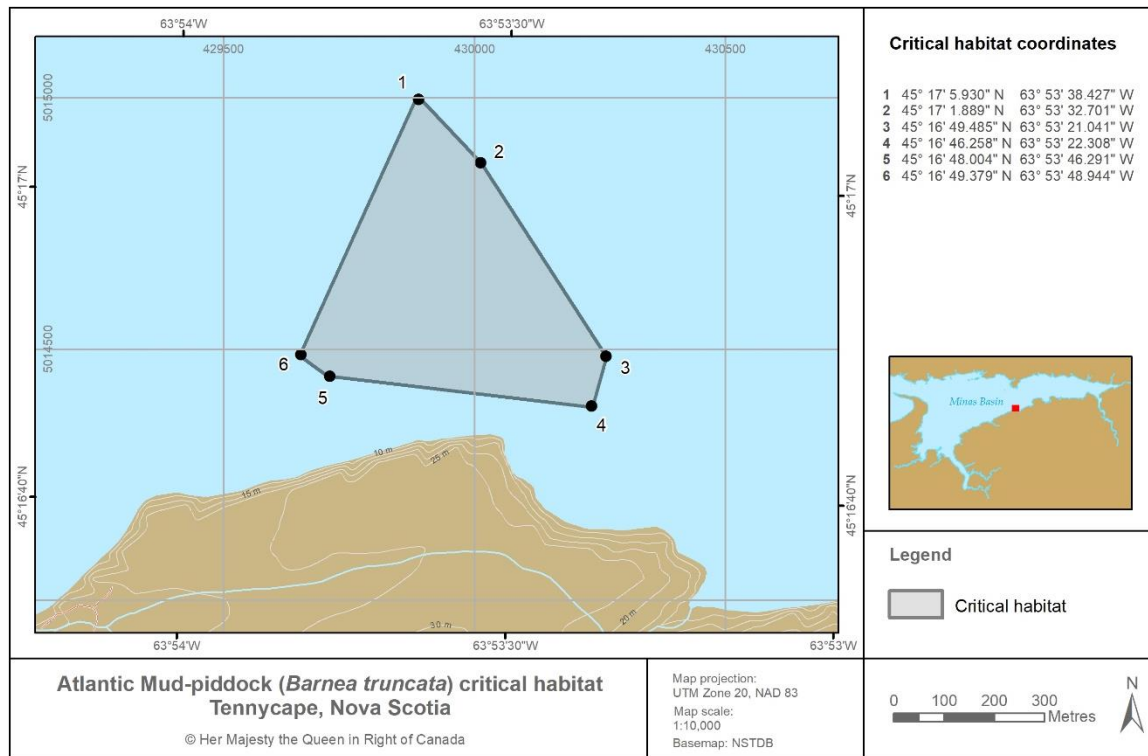 63°54'W
63°53'30"W
429500
430000
430500
5015000
5014500
45°17'N
45°16'40"N
45°17'N
45°16'40"N
1
2
3
4
5
6
10 m
15 m
25 m
20 m
30 m
63°54'W
63°53'30"W
63°53'W
Critical habitat coordinates
1 45° 17' 5.930" N 63° 53' 38.427" W
2 45° 17' 1.889" N 63° 53' 32.701" W
3 45° 16' 49.485" N 63° 53' 21.041" W
4 45° 16' 46.258" N 63° 53' 22.308" W
5 45° 16' 48.004" N 63° 53' 46.291" W
6 45° 16' 49.379" N 63° 53' 48.944" W
Minas Basin
Legend
Critical habitat
Atlantic Mud-piddock (Barnea truncata) critical habitat
Tennycape, Nova Scotia
© Her Majesty the Queen in Right of Canada
Map projection:
UTM Zone 20, NAD 83
Map scale:
1:10,000
Basemap: NSTDB
0 100 200 300
Metres
N